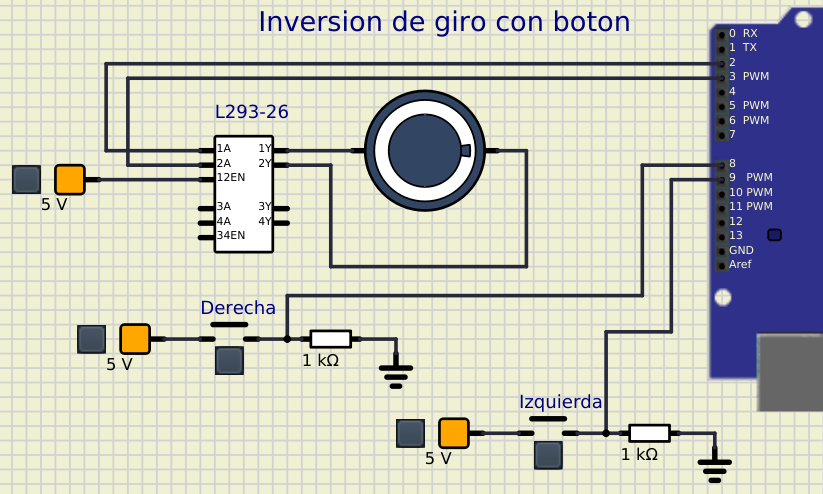 Inversion de giro con boton
0 RX
1 TX
2
3 PWM
4
5 PWM
6 PWM
7
8
9 PWM
10 PWM
11 PWM
12
13
GND
Aref
L293-26
1A 1Y
2A 2Y
12EN
3A 3Y
4A 4Y
34EN
5 V
Derecha
5 V
1 kΩ
Izquierda
5 V
1 kΩ